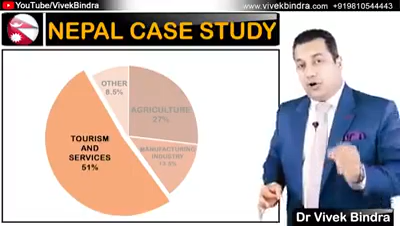 YouTube/VivekBindra
www.vivekbindra.com +919810544443
NEPAL CASE STUDY
OTHER
8.5%
AGRICULTURE
27%
MANUFACTURING
INDUSTRY
TOURISM
AND
SERVICES
51%
Dr Vivek Bindra